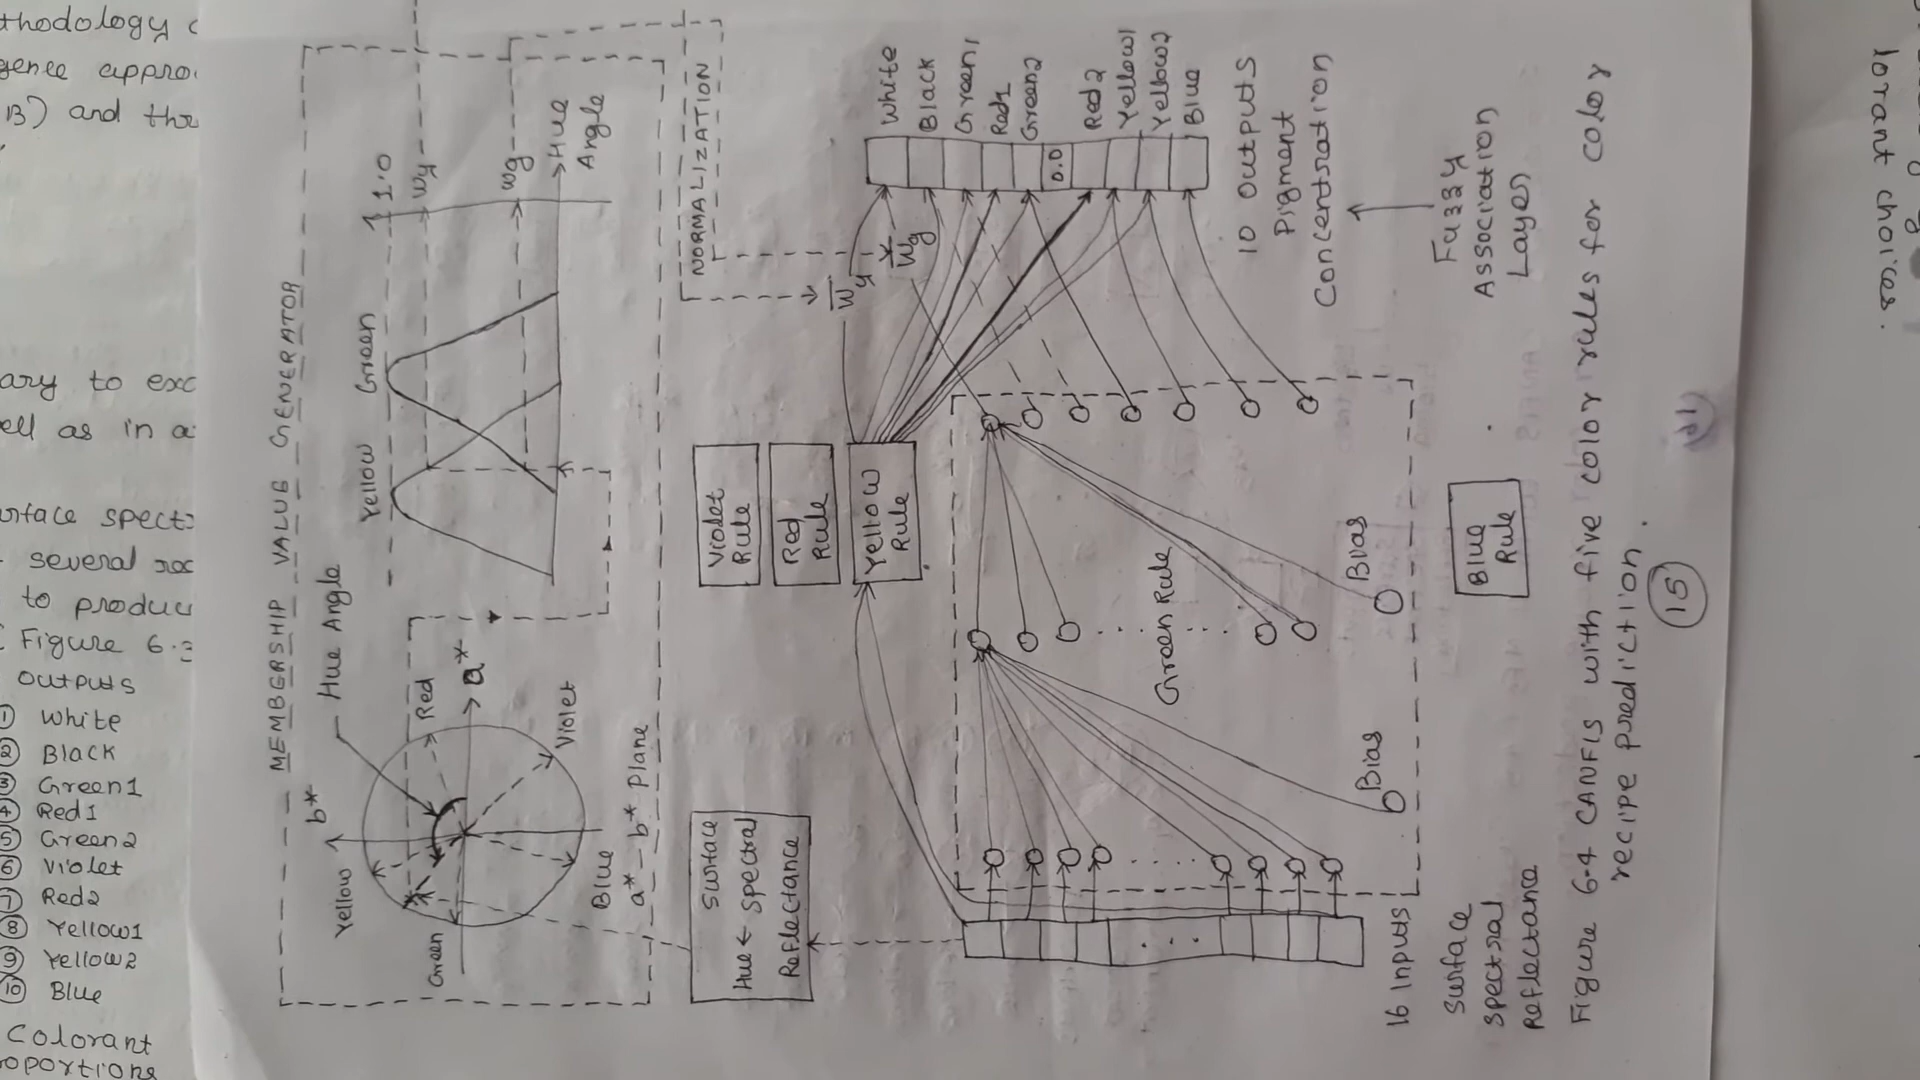 thodology
gence appro
B) and the
ary to exc
ell as in a
urface spect
several roo
to produc
Figure 6.3
outputs
① White
② Black
③ Green1
④ Red1
⑤ Green2
⑥ Violet
⑦ Red2
⑧ Yellow1
⑨ Yellow2
⑩ Blue
Colorant
oportions
MEMBERSHIP VALUE GENERATOR
b*
Hue Angle
Yellow
Red
a*
Green
Violet
Blue
a* - b* plane
Yellow
Green
1.0
Wy
Wg
Hue
Angle
NORMALIZATION
Surface
Hue ← Spectral
Reflectance
Violet
Rule
Red
Rule
Yellow
Rule
Wy
Wg
White
Black
Green1
Red1
Green2
0.0
Red2
Yellow1
Yellow2
Blue
10 outputs
Pigment
Concentration
Fuzzy
Association
Layer
Green Rule
Bias
Bias
Blue
Rule
16 Inputs
Surface
Spectral
Reflectance
Figure 6.4 CANFIS with five color rules for color
recipe prediction.
15
lorant choices.